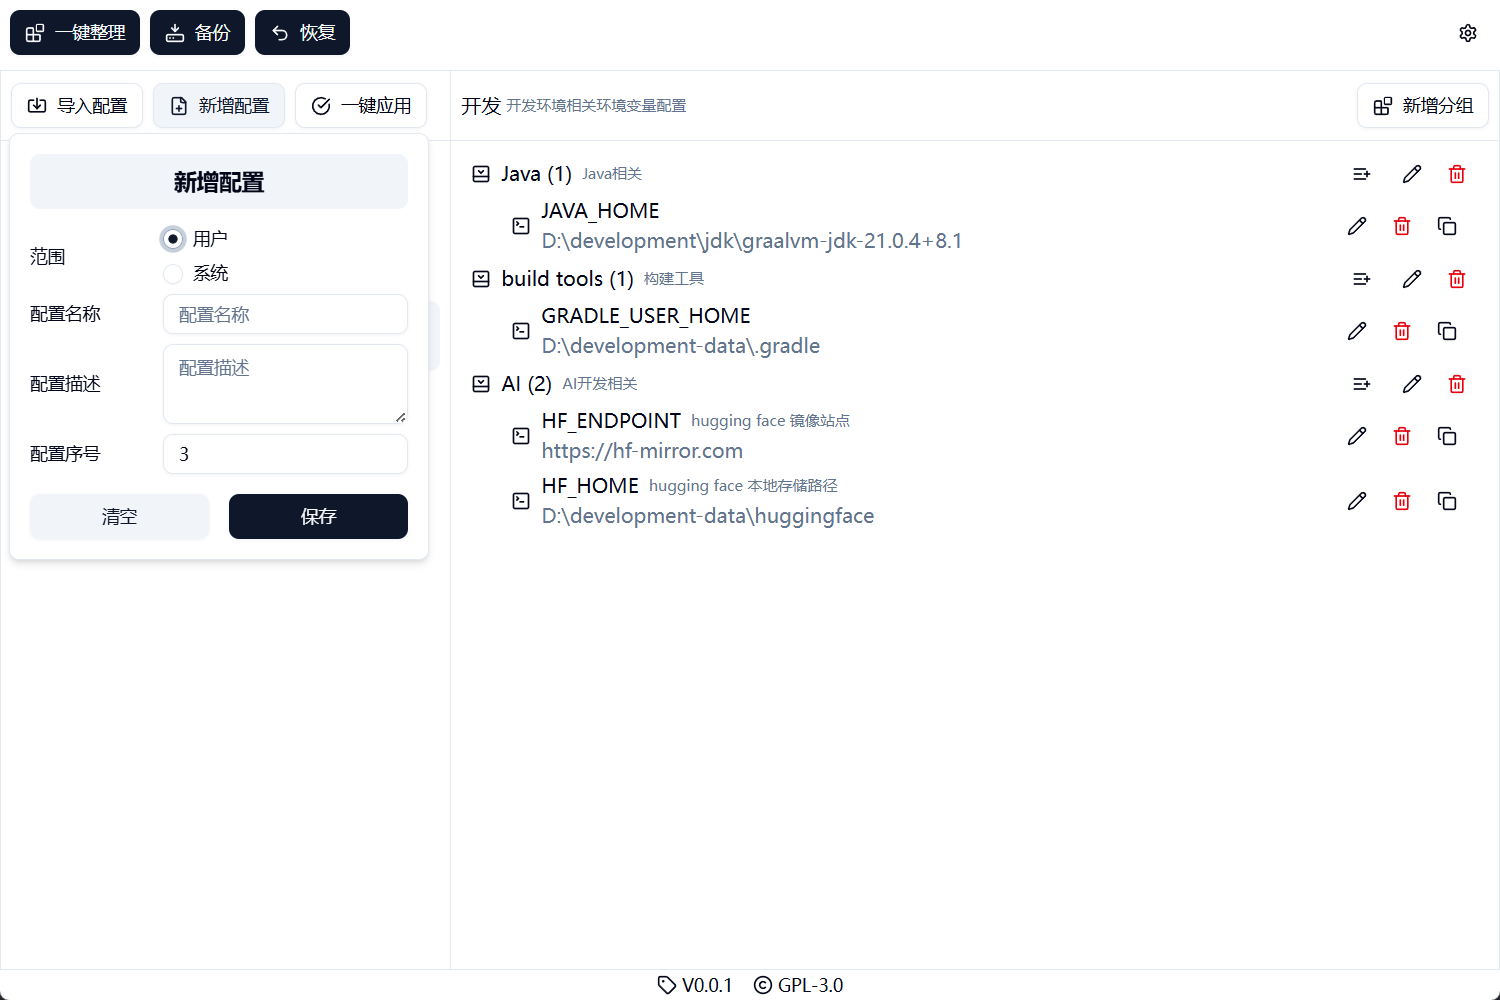 一键整理 备份 恢复
导入配置 新增配置 一键应用
开发 开发环境相关环境变量配置 新增分组
新增配置
范围
用户
系统
配置名称 配置名称
配置描述 配置描述
配置序号 3
清空 保存
Java (1) Java相关
JAVA_HOME
D:\development\jdk\graalvm-jdk-21.0.4+8.1
build tools (1) 构建工具
GRADLE_USER_HOME
D:\development-data\.gradle
AI (2) AI开发相关
HF_ENDPOINT hugging face 镜像站点
https://hf-mirror.com
HF_HOME hugging face 本地存储路径
D:\development-data\huggingface
V0.0.1 GPL-3.0